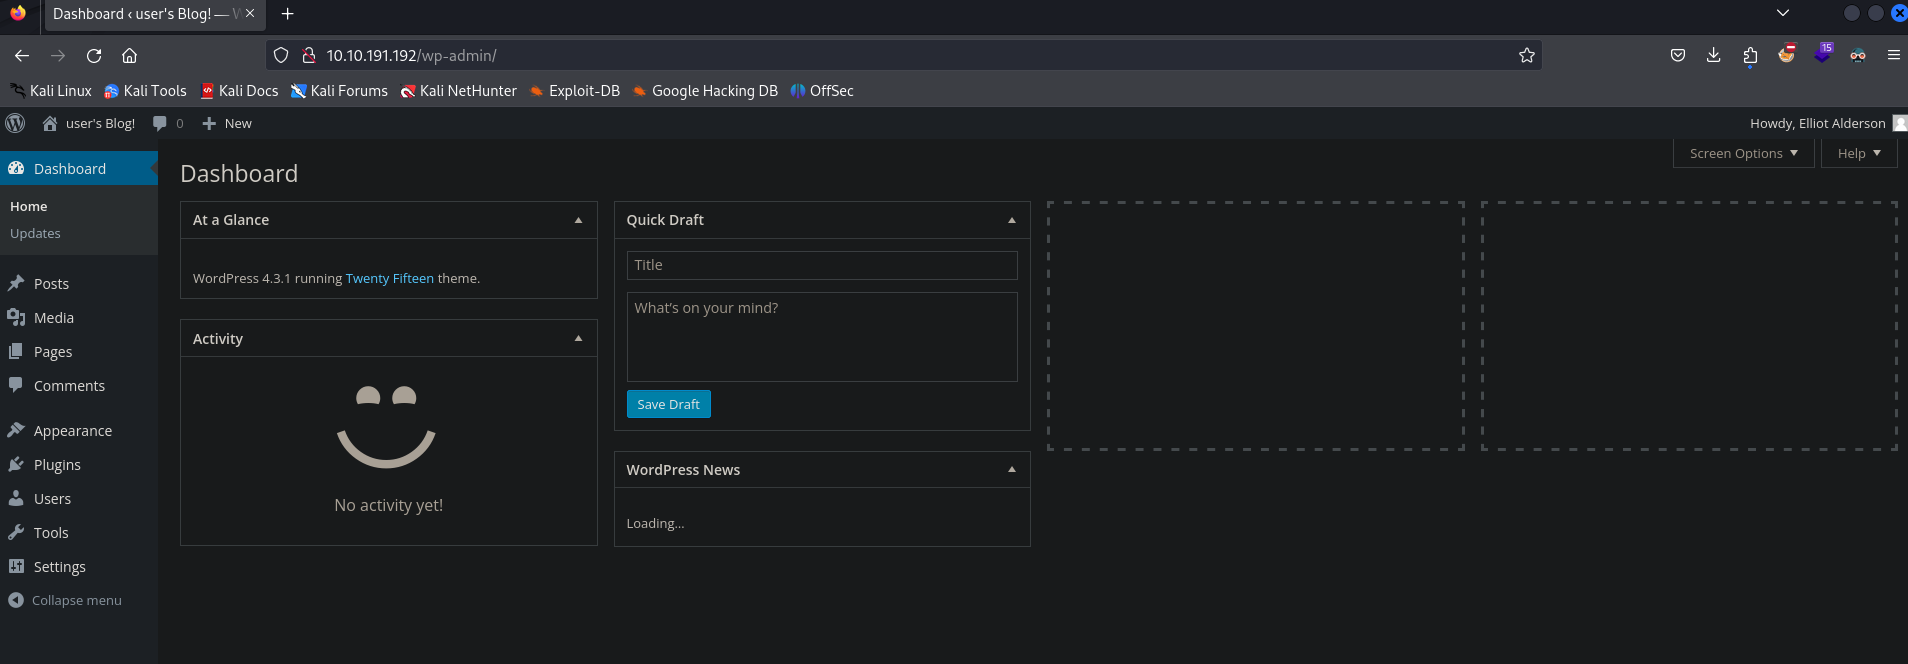 Dashboard ‹ user's Blog! — W
10.10.191.192/wp-admin/
15
Kali Linux Kali Tools Kali Docs Kali Forums Kali NetHunter Exploit-DB Google Hacking DB OffSec
user's Blog! 0 New Howdy, Elliot Alderson
Screen Options Help
Dashboard
Home
Updates
Posts
Media
Pages
Comments
Appearance
Plugins
Users
Tools
Settings
Collapse menu
Dashboard
At a Glance
WordPress 4.3.1 running Twenty Fifteen theme.
Activity
No activity yet!
Quick Draft
Title
What's on your mind?
Save Draft
WordPress News
Loading...